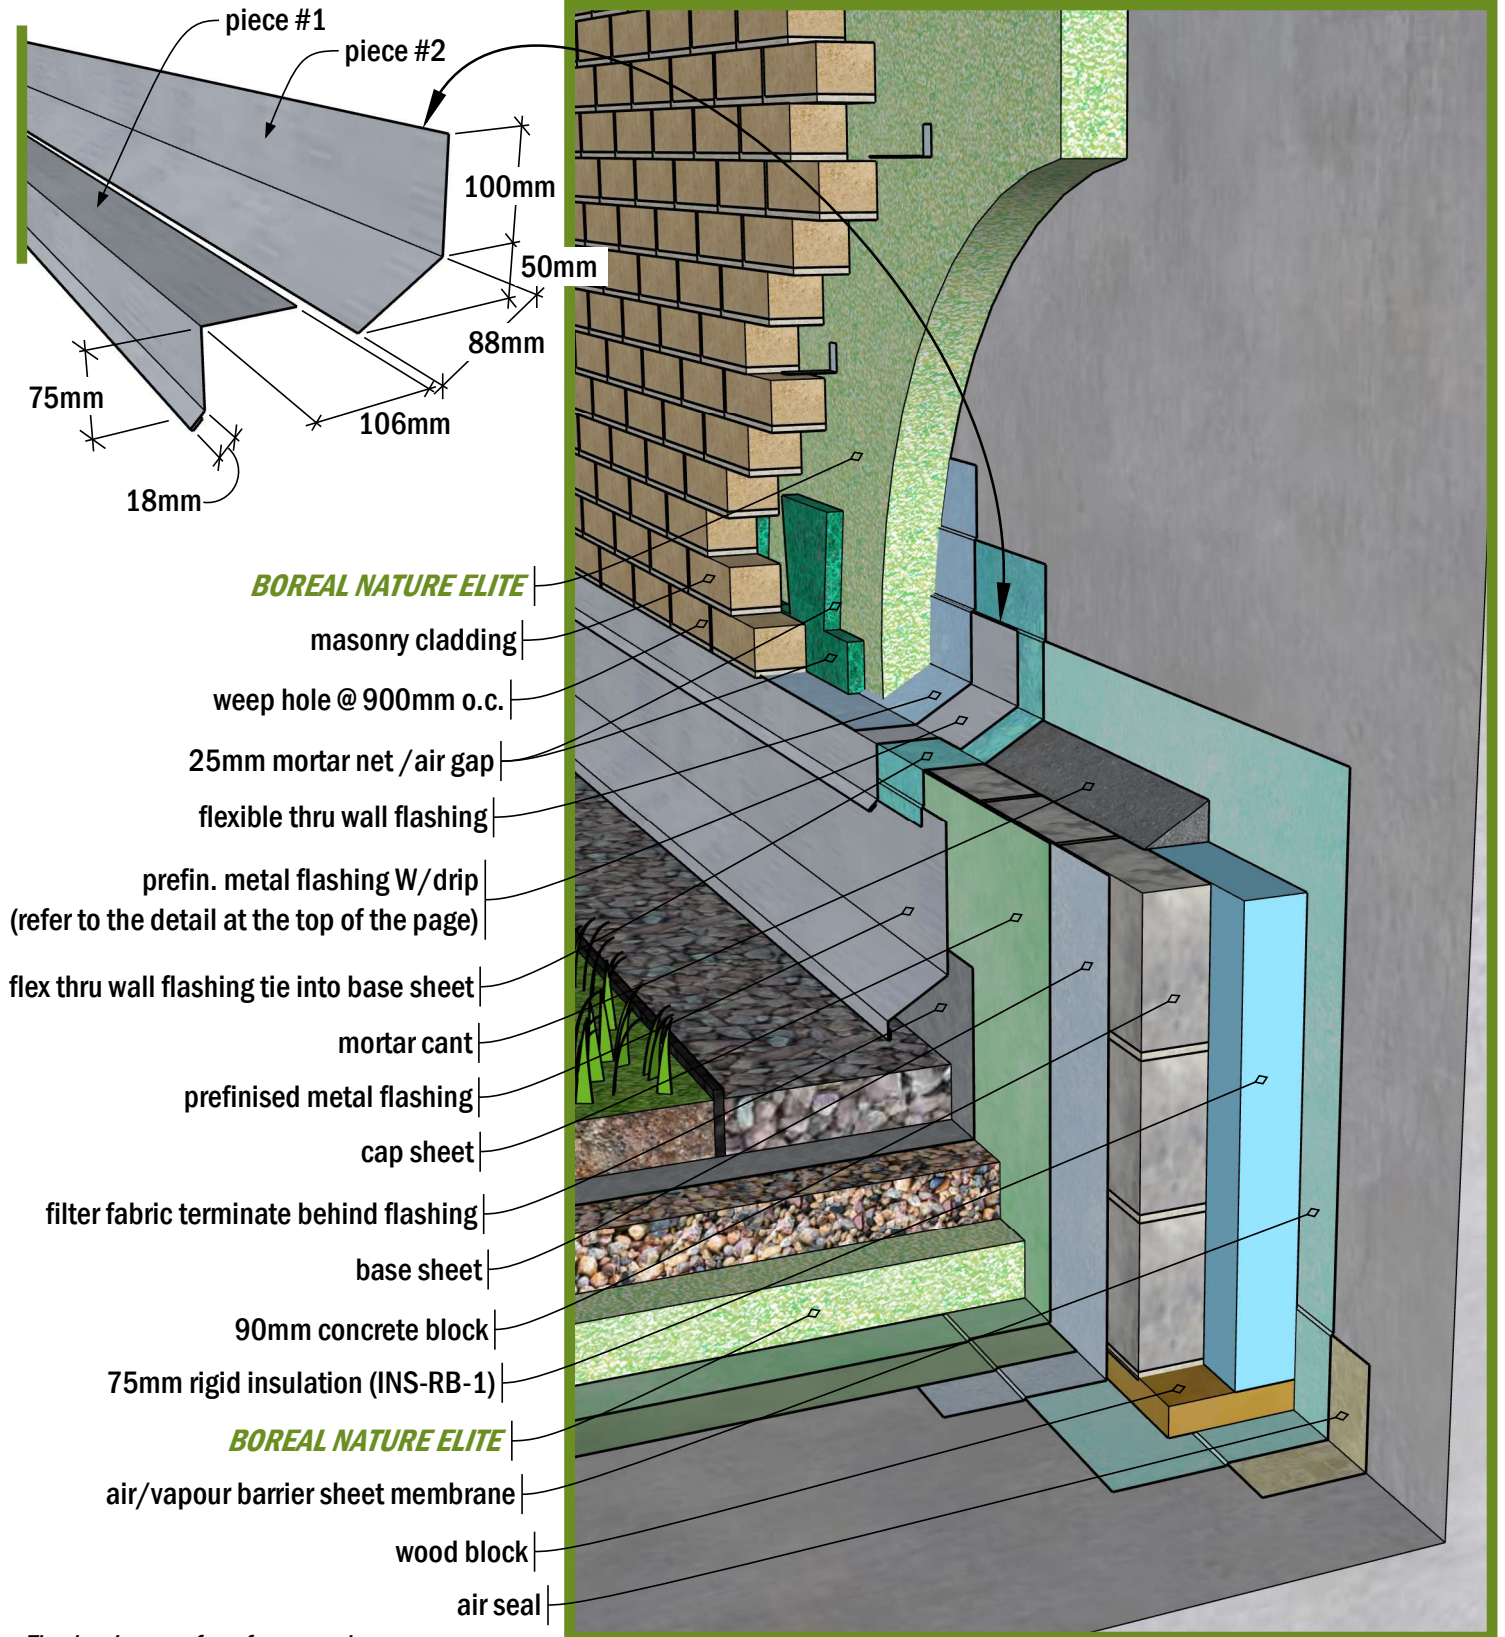 piece #1
piece #2
100mm
50mm
88mm
75mm
106mm
18mm
BOREAL NATURE ELITE
masonry cladding
weep hole @ 900mm o.c.
25mm mortar net /air gap
flexible thru wall flashing
prefin. metal flashing W/drip
(refer to the detail at the top of the page)
flex thru wall flashing tie into base sheet
mortar cant
prefinised metal flashing
cap sheet
filter fabric terminate behind flashing
base sheet
90mm concrete block
75mm rigid insulation (INS-RB-1)
BOREAL NATURE ELITE
air/vapour barrier sheet membrane
wood block
air seal